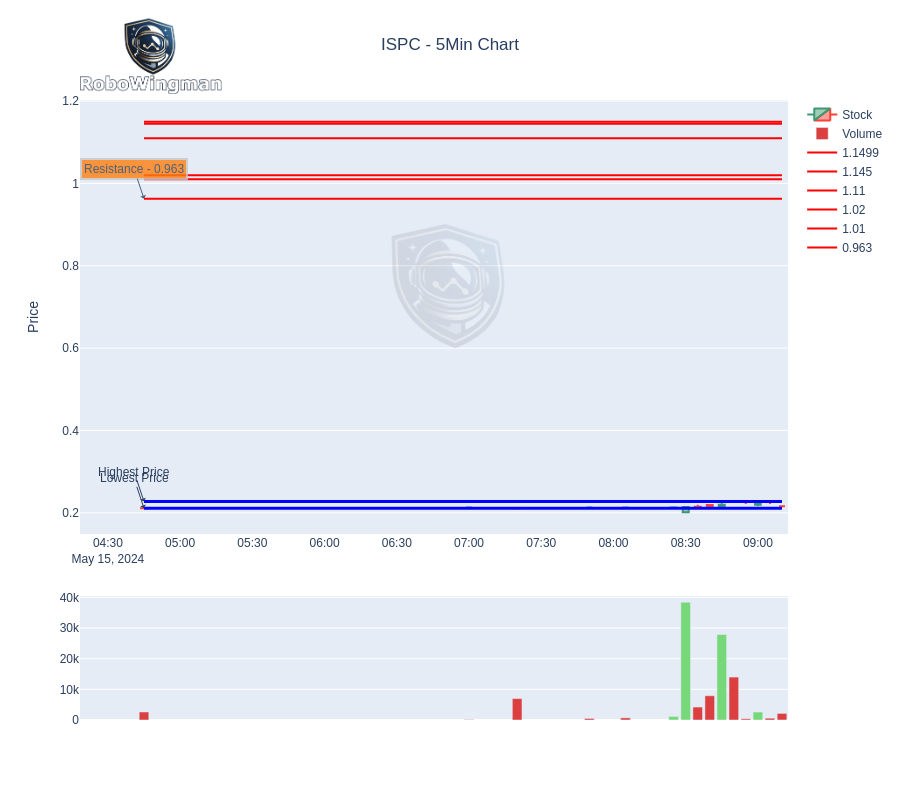 RoboWingman
ISPC - 5Min Chart
1.2
1
0.8
0.6
0.4
0.2
Price
Resistance - 0.963
Highest Price
Lowest Price
04:30
05:00
05:30
06:00
06:30
07:00
07:30
08:00
08:30
09:00
May 15, 2024
Stock
Volume
1.1499
1.145
1.11
1.02
1.01
0.963
40k
30k
20k
10k
0